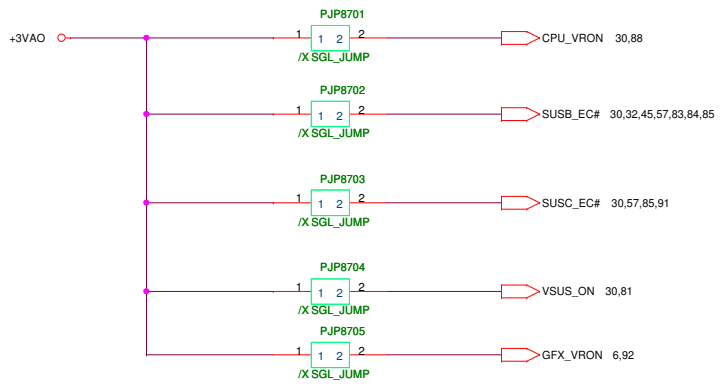 PJP8701
+3VAO 1 1 2 2 CPU_VRON 30,88
/X SGL_JUMP
PJP8702
1 1 2 2 SUSB_EC# 30,32,45,57,83,84,85
/X SGL_JUMP
PJP8703
1 1 2 2 SUSC_EC# 30,57,85,91
/X SGL_JUMP
PJP8704
1 1 2 2 VSUS_ON 30,81
/X SGL_JUMP
PJP8705
1 1 2 2 GFX_VRON 6,92
/X SGL_JUMP